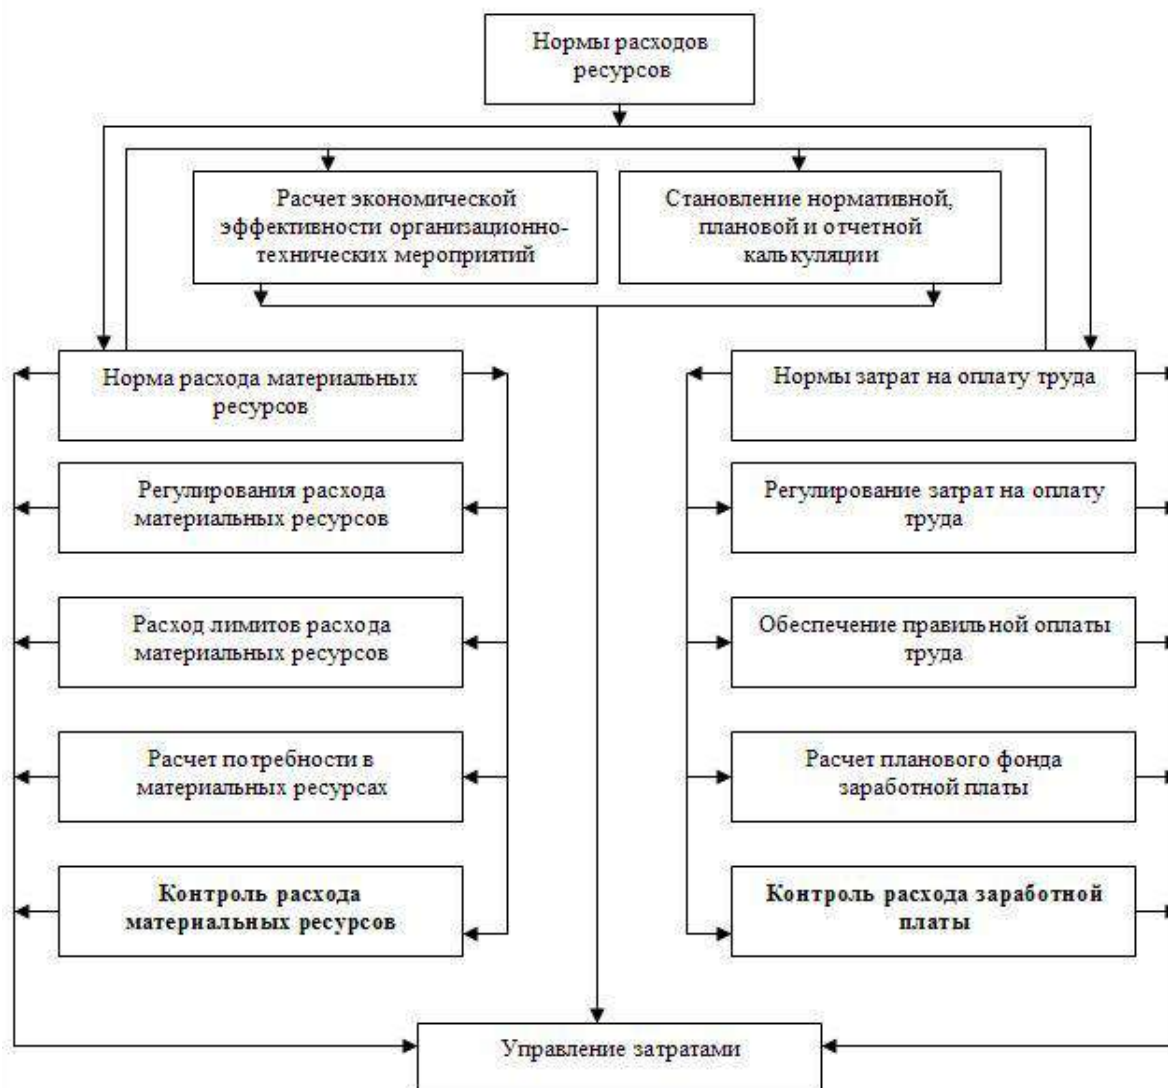 Нормы расходов
ресурсов
Расчет экономической
эффективности организационно-
технических мероприятий
Становление нормативной,
плановой и отчетной
калькуляции
Норма расхода материальных
ресурсов
Нормы затрат на оплату труда
Регулирования расхода
материальных ресурсов
Регулирование затрат на оплату
труда
Расход лимитов расхода
материальных ресурсов
Обеспечение правильной оплаты
труда
Расчет потребности в
материальных ресурсах
Расчет планового фонда
заработной платы
Контроль расхода
материальных ресурсов
Контроль расхода заработной
платы
Управление затратами